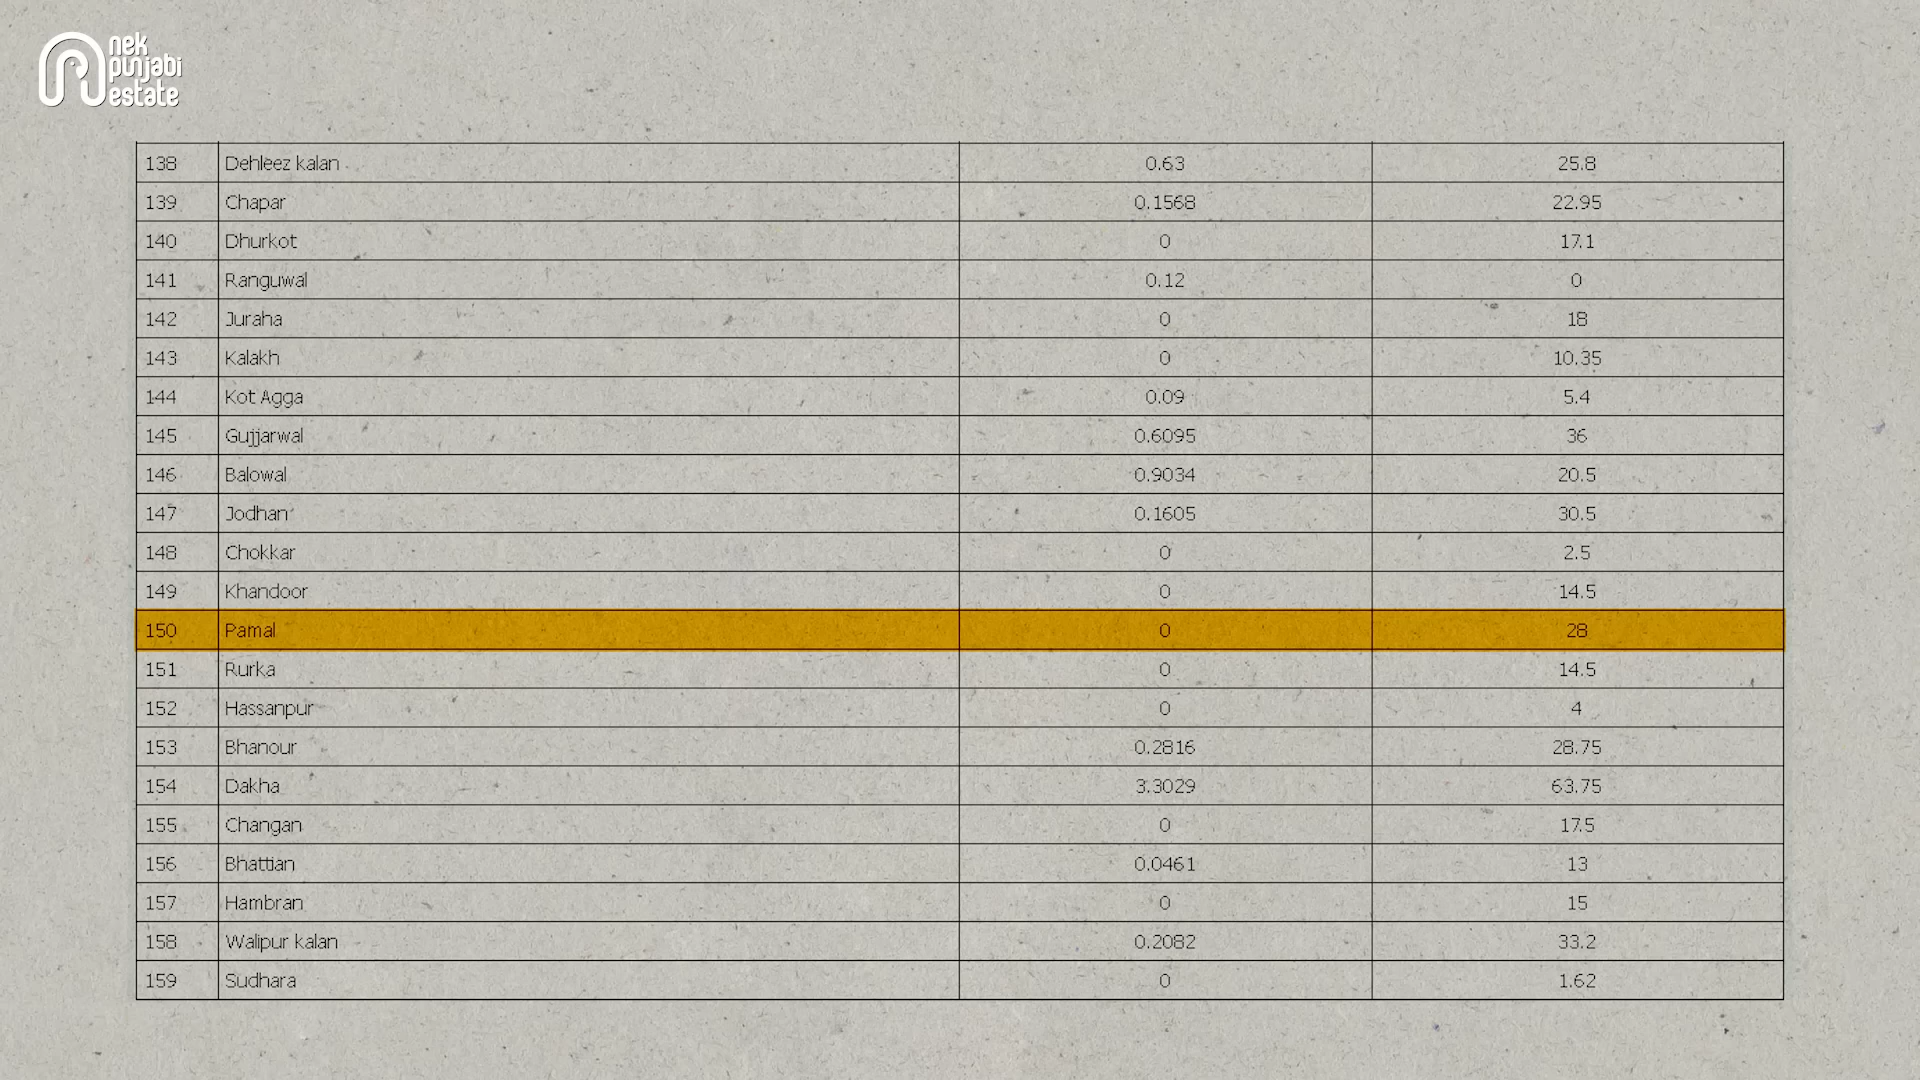 nek
punjabi
estate
138 Dehleez kalan 0.63 25.8
139 Chapar 0.1568 22.95
140 Dhurkot 0 17.1
141 Ranguwal 0.12 0
142 Juraha 0 18
143 Kalakh 0 10.35
144 Kot Agga 0.09 5.4
145 Gujjarwal 0.6095 36
146 Balowal 0.9034 20.5
147 Jodhan 0.1605 30.5
148 Chokkar 0 2.5
149 Khandoor 0 14.5
150 Pamal 0 28
151 Rurka 0 14.5
152 Hassanpur 0 4
153 Bhanour 0.2816 28.75
154 Dakha 3.3029 63.75
155 Changan 0 17.5
156 Bhattian 0.0461 13
157 Hambran 0 15
158 Walipur kalan 0.2082 33.2
159 Sudhara 0 1.62